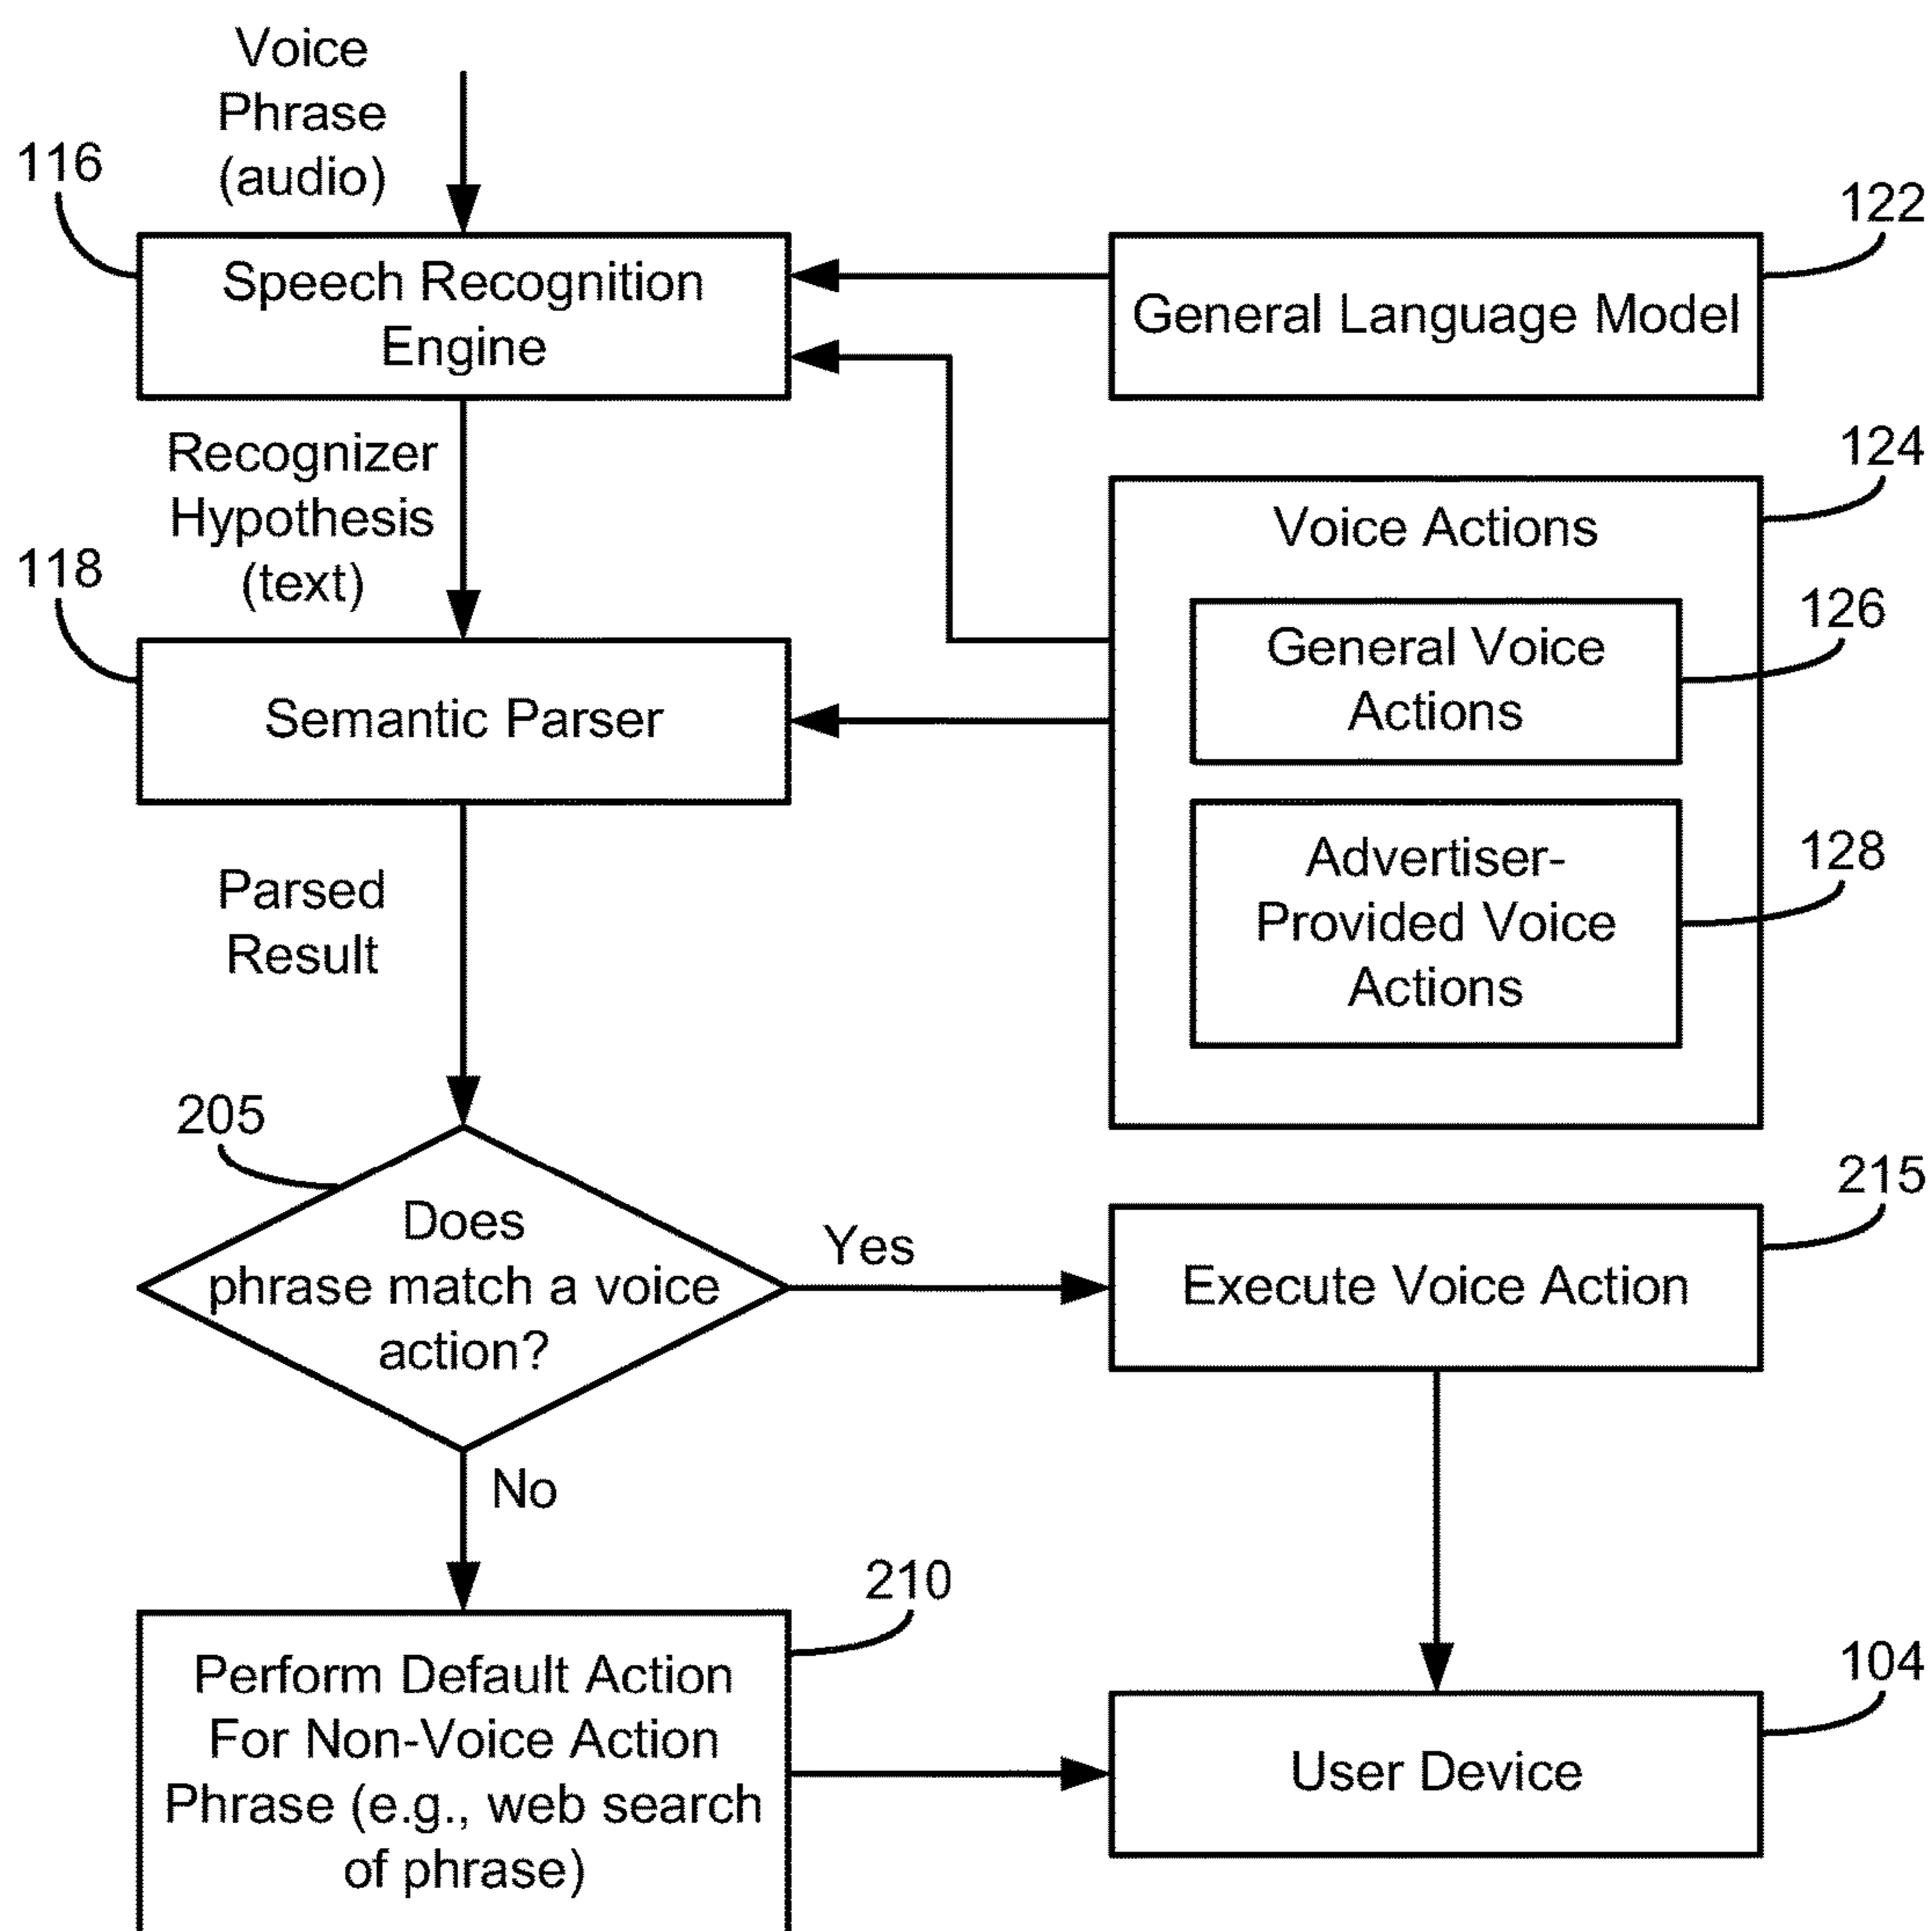 Voice
Phrase
(audio)
116
Speech Recognition
Engine
122
General Language Model
Recognizer
Hypothesis
(text)
124
Voice Actions
118
Semantic Parser
126
General Voice
Actions
128
Advertiser-
Provided Voice
Actions
Parsed
Result
205
Does
phrase match a voice
action?
Yes
215
Execute Voice Action
No
210
Perform Default Action
For Non-Voice Action
Phrase (e.g., web search
of phrase)
104
User Device